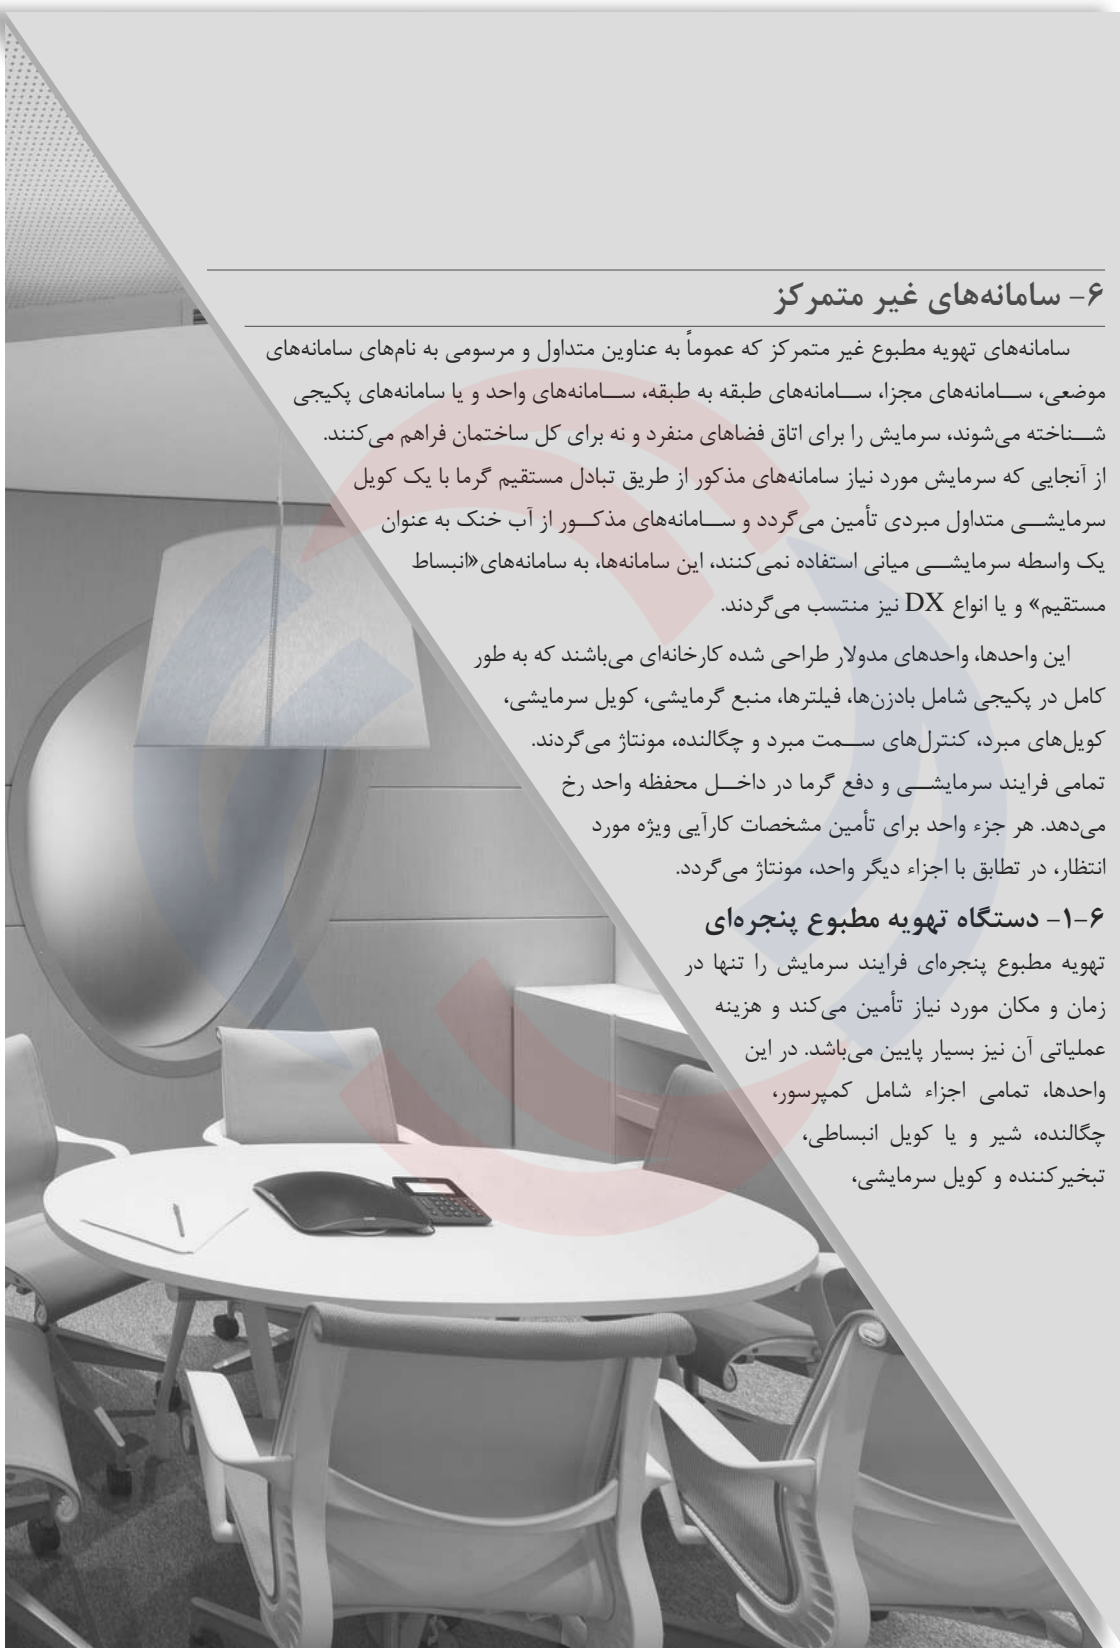 ۶- سامانه‌های غیر متمرکز
سامانه‌های تهویه مطبوع غیر متمرکز که عموماً به عناوین متداول و مرسومی به نام‌های سامانه‌های
موضعی، سامانه‌های مجزا، سامانه‌های طبقه به طبقه، سامانه‌های واحد و یا سامانه‌های پکیجی
شناخته می‌شوند، سرمایش را برای اتاق فضاهای منفرد و نه برای کل ساختمان فراهم می‌کنند.
از آنجایی که سرمایش مورد نیاز سامانه‌های مذکور از طریق تبادل مستقیم گرما با یک کویل
سرمایشی متداول مبردی تأمین می‌گردد و سامانه‌های مذکور از آب خنک به عنوان
یک واسطه سرمایشی میانی استفاده نمی‌کنند، این سامانه‌ها، به سامانه‌های «انبساط
مستقیم» و یا انواع DX نیز منتسب می‌گردند.
این واحدها، واحدهای مدولار طراحی شده کارخانه‌ای می‌باشند که به طور
کامل در پکیجی شامل بادزن‌ها، فیلترها، منبع گرمایشی، کویل سرمایشی،
کویل‌های مبرد، کنترل‌های سمت مبرد و چگالنده، مونتاژ می‌گردند.
تمامی فرایند سرمایشی و دفع گرما در داخل محفظه واحد رخ
می‌دهد. هر جزء واحد برای تأمین مشخصات کارآیی ویژه مورد
انتظار، در تطابق با اجزاء دیگر واحد، مونتاژ می‌گردد.
۶-۱- دستگاه تهویه مطبوع پنجره‌ای
تهویه مطبوع پنجره‌ای فرایند سرمایش را تنها در
زمان و مکان مورد نیاز تأمین می‌کند و هزینه
عملیاتی آن نیز بسیار پایین می‌باشد. در این
واحدها، تمامی اجزاء شامل کمپرسور،
چگالنده، شیر و یا کویل انبساطی،
تبخیرکننده و کویل سرمایشی،